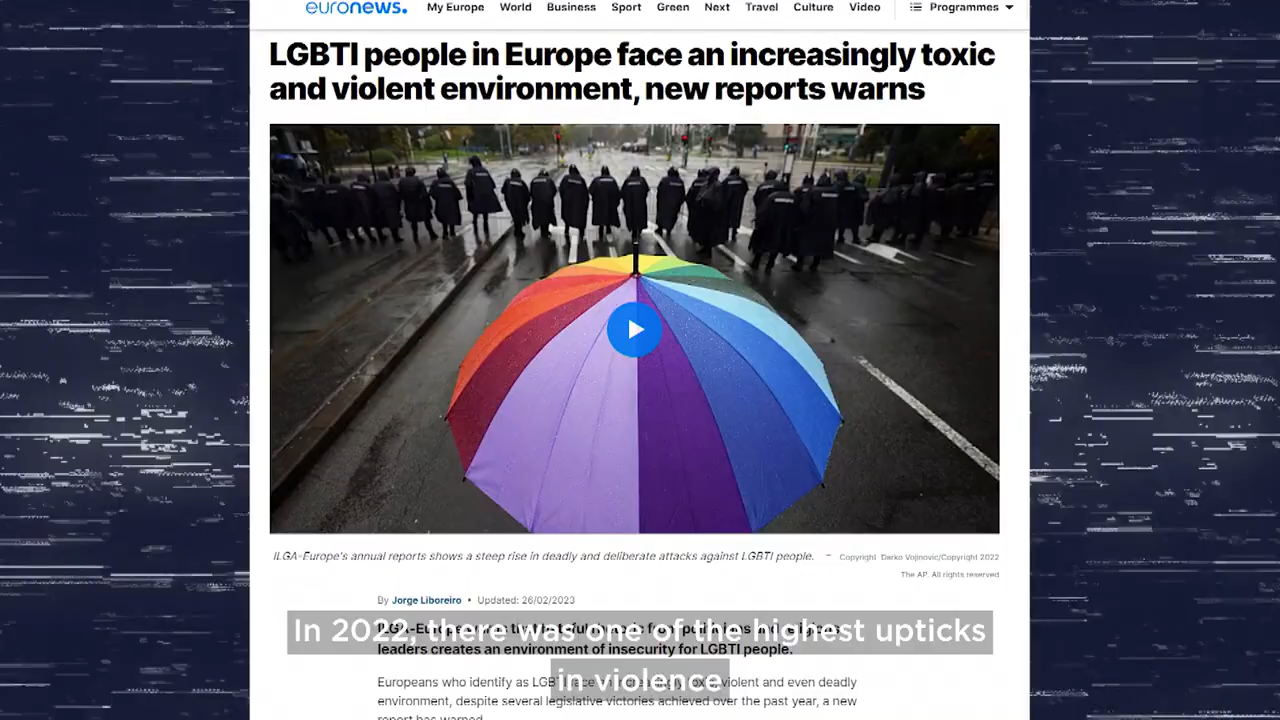 euronews.
My Europe World Business Sport Green Next Travel Culture Video Programmes
LGBTI people in Europe face an increasingly toxic
and violent environment, new reports warns
ILGA-Europe's annual reports shows a steep rise in deadly and deliberate attacks against LGBTI people. - Copyright Darko Vojinovic/Copyright 2022
The AP. All rights reserved
By Jorge Liboreiro • Updated: 26/02/2023
In 2022, there was one of the highest upticks
leaders creates an environment of insecurity for LGBTI people.
in violence
Europeans who identify as violent and even deadly
environment, despite several legislative victories achieved over the past year, a new
report has warned